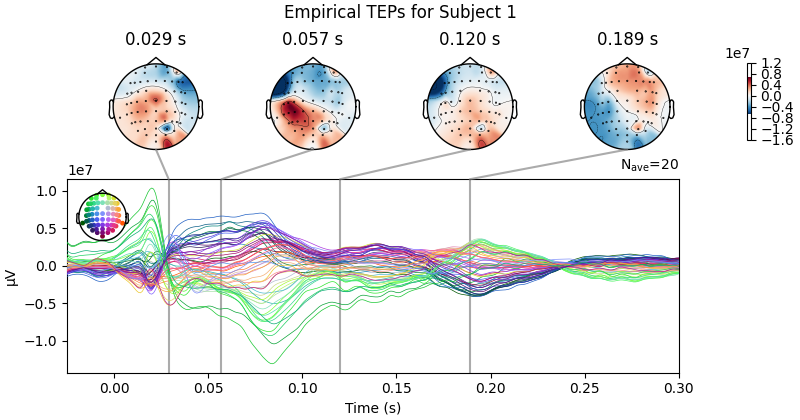 Empirical TEPs for Subject 1
0.029 s 0.057 s 0.120 s 0.189 s
1e7
1.2
0.8
0.4
0.0
−0.4
−0.8
−1.2
−1.6
Nave=20
1e7
1.0
0.5
0.0
−0.5
−1.0
µV
0.00 0.05 0.10 0.15 0.20 0.25 0.30
Time (s)